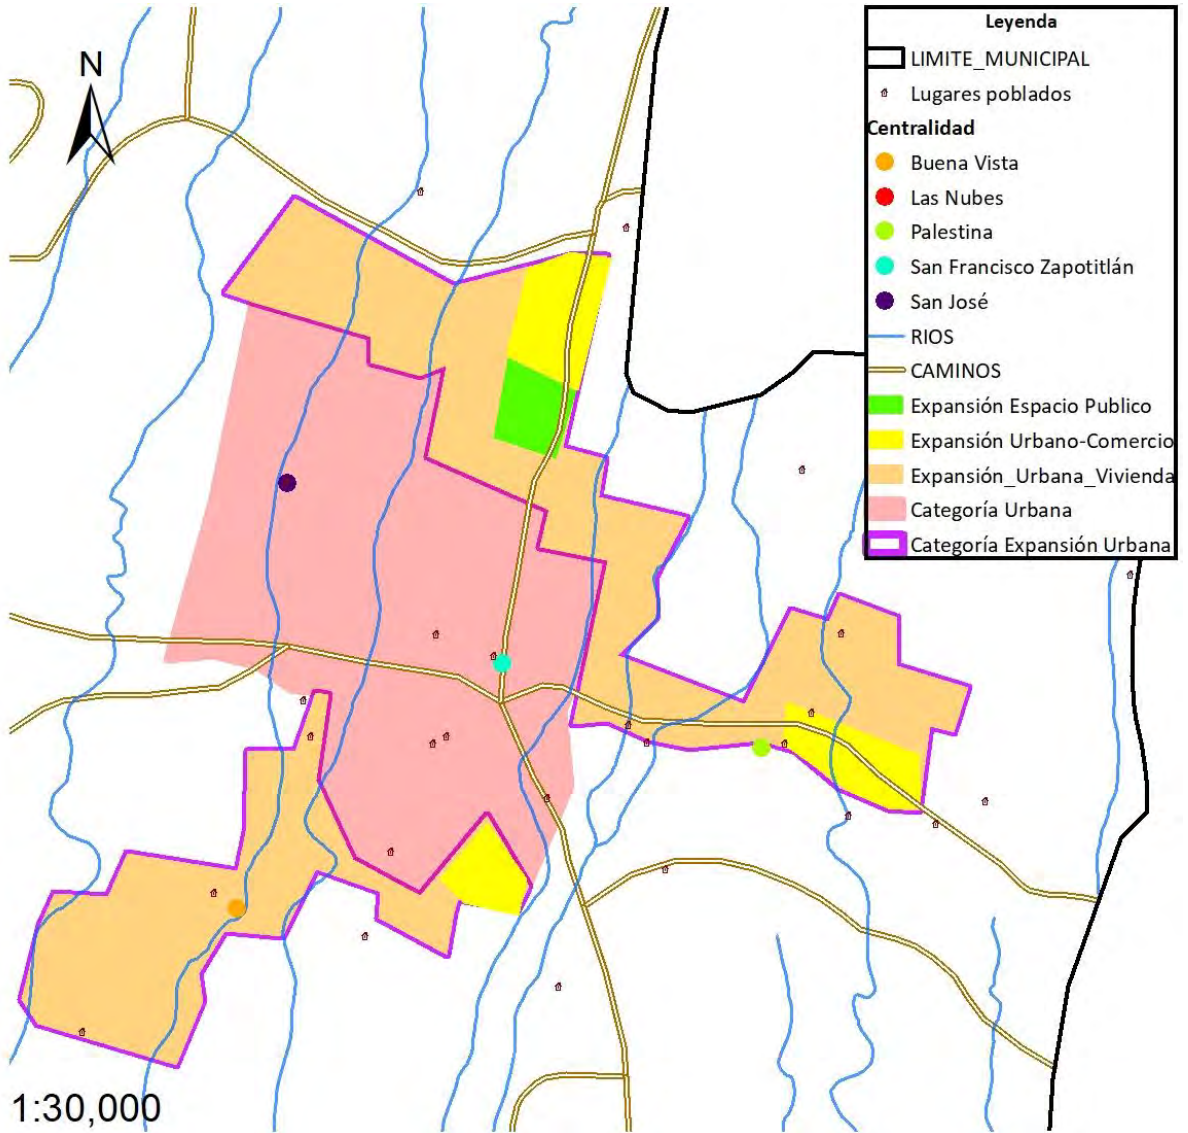 N
Leyenda
LIMITE_MUNICIPAL
Lugares poblados
Centralidad
Buena Vista
Las Nubes
Palestina
San Francisco Zapotitlán
San José
RIOS
CAMINOS
Expansión Espacio Publico
Expansión Urbano-Comercio
Expansión_Urbana_Vivienda
Categoría Urbana
Categoría Expansión Urbana
1:30,000